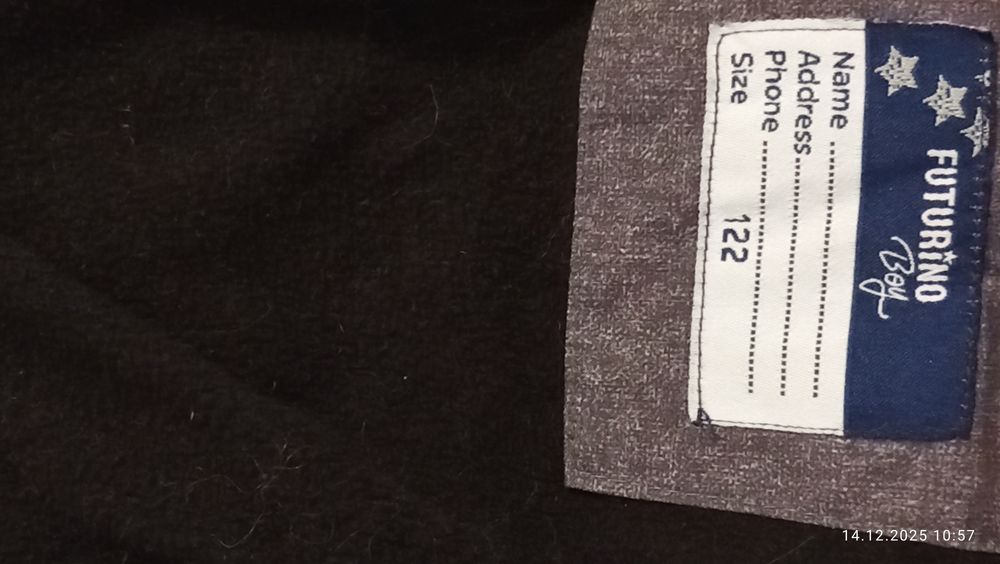 FUTURiNO
Boy
Name ........................................
Address ........................................
Phone ........................................
Size 122
14.12.2025 10:57